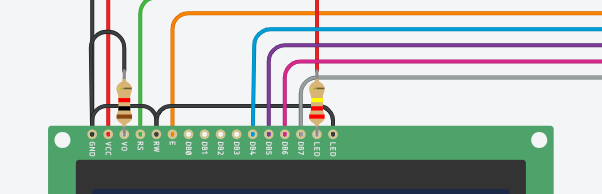 GND VCC VO RS RW E DB0 DB1 DB2 DB3 DB4 DB5 DB6 DB7 LED LED